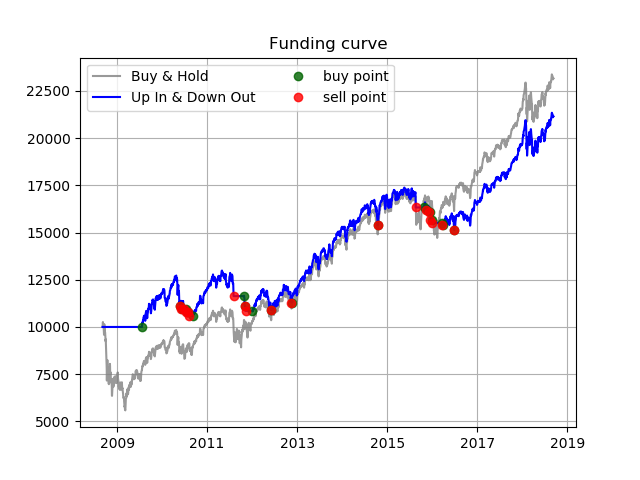 Funding curve
Buy & Hold
Up In & Down Out
buy point
sell point
22500
20000
17500
15000
12500
10000
7500
5000
2009 2011 2013 2015 2017 2019